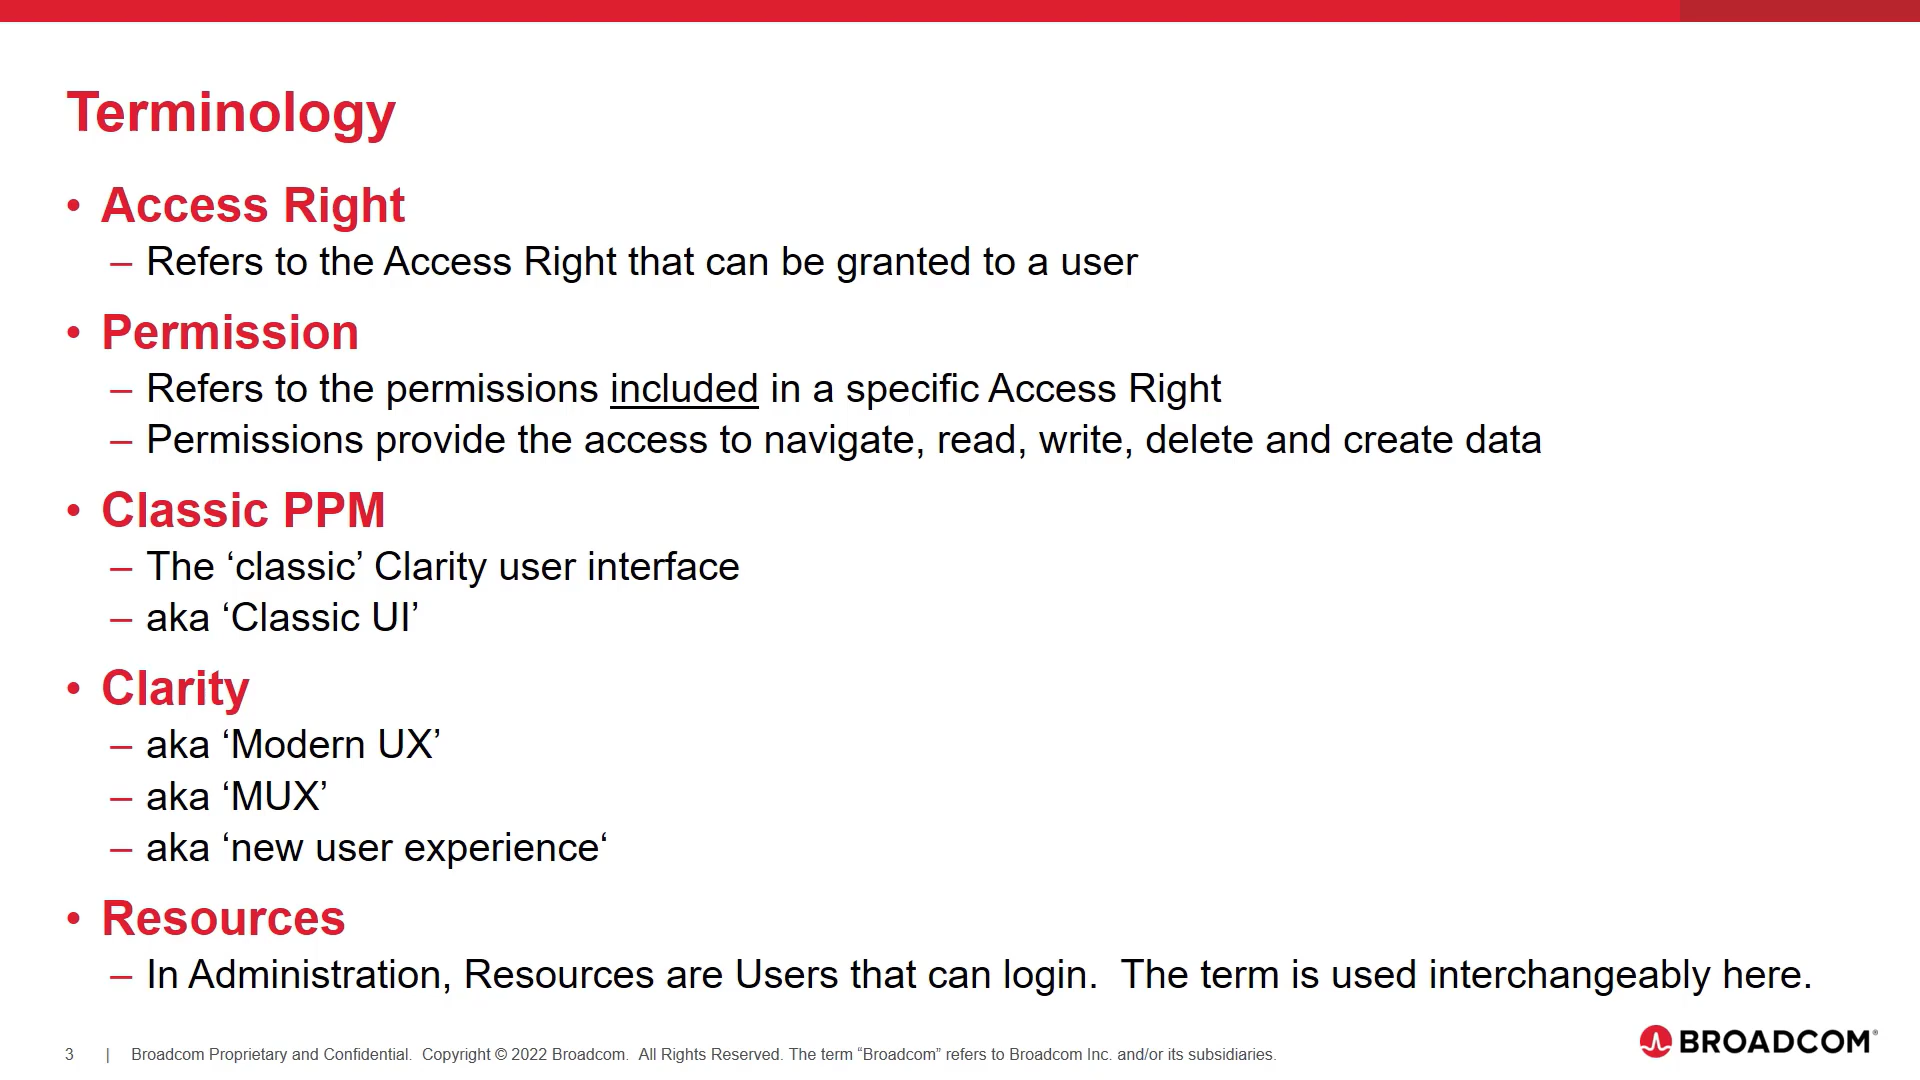 Terminology
• Access Right
– Refers to the Access Right that can be granted to a user
• Permission
– Refers to the permissions included in a specific Access Right
– Permissions provide the access to navigate, read, write, delete and create data
• Classic PPM
– The ‘classic’ Clarity user interface
– aka ‘Classic UI’
• Clarity
– aka ‘Modern UX’
– aka ‘MUX’
– aka ‘new user experience‘
• Resources
– In Administration, Resources are Users that can login.  The term is used interchangeably here.
3 | Broadcom Proprietary and Confidential.  Copyright © 2022 Broadcom.  All Rights Reserved. The term “Broadcom” refers to Broadcom Inc. and/or its subsidiaries.
BROADCOM®